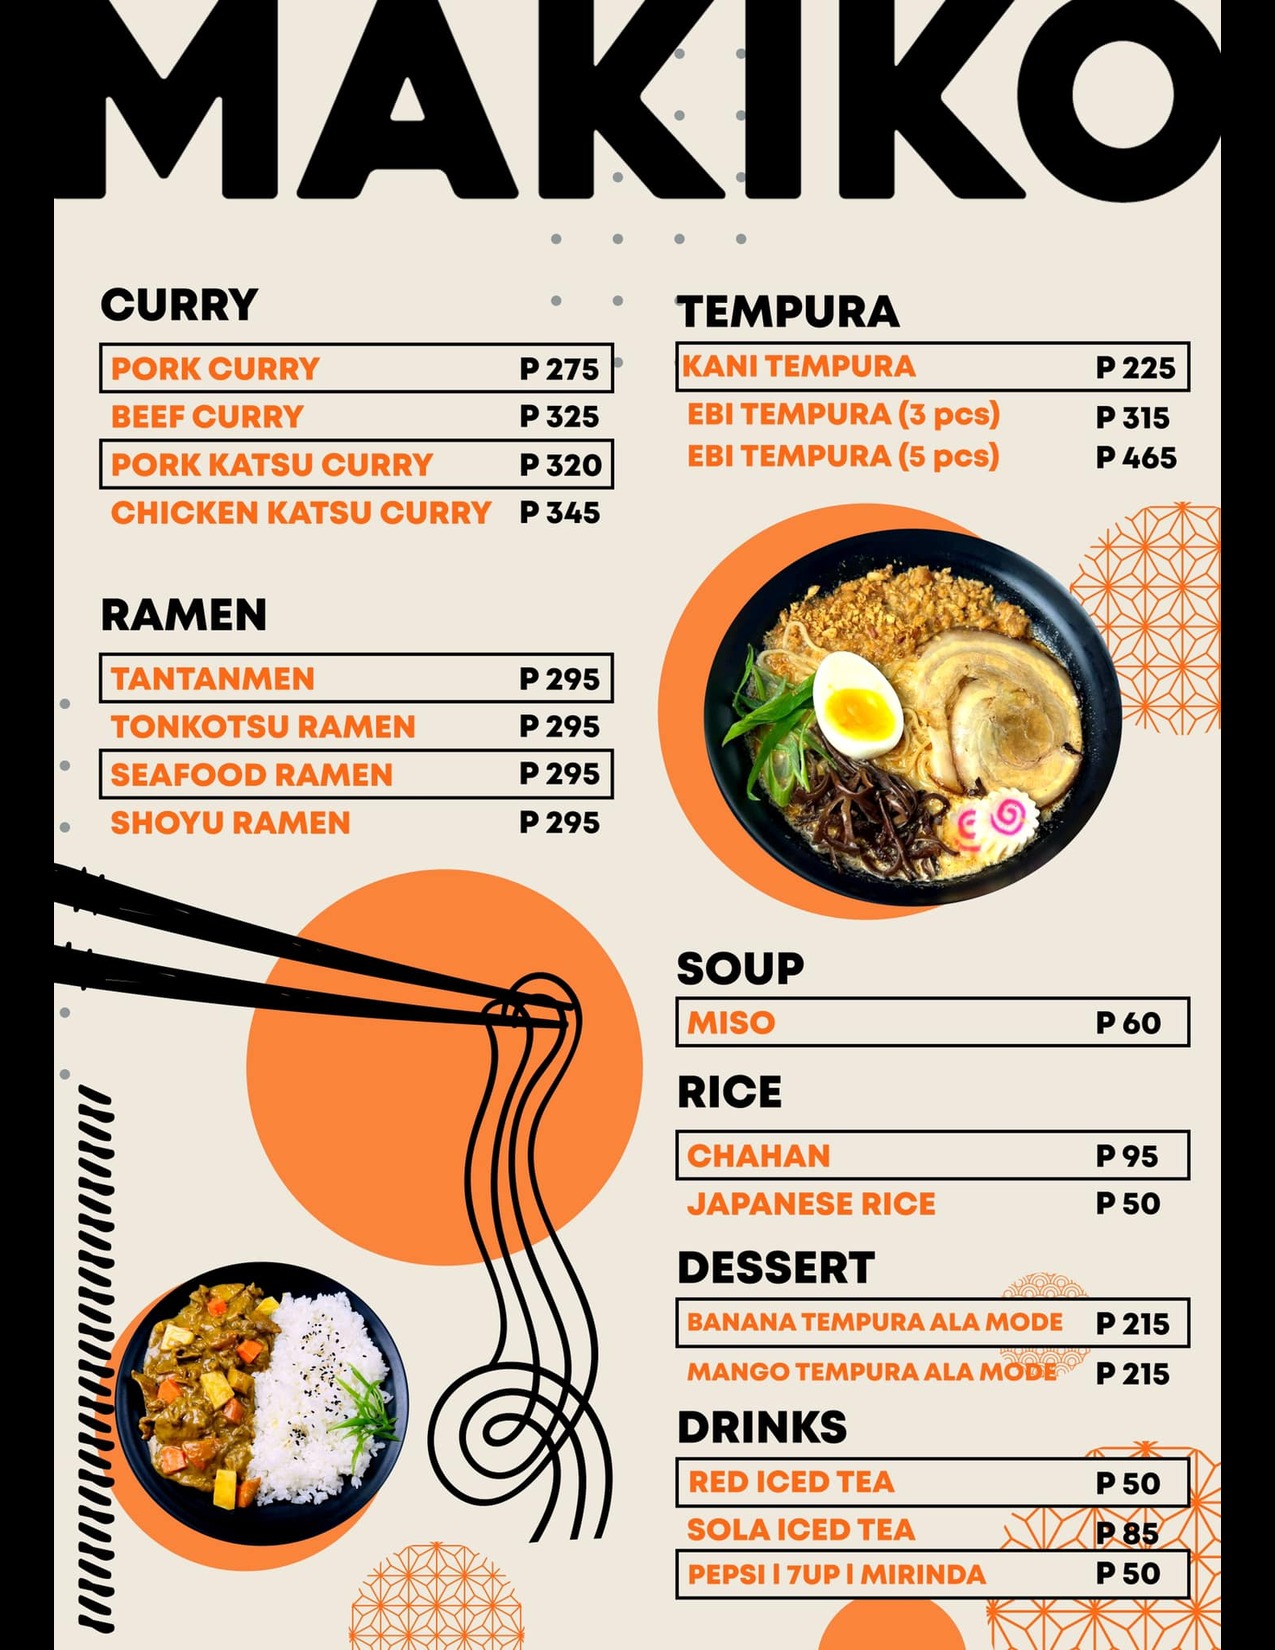 MAKIKO
CURRY
PORK CURRY P 275
BEEF CURRY P 325
PORK KATSU CURRY P 320
CHICKEN KATSU CURRY P 345
RAMEN
TANTANMEN P 295
TONKOTSU RAMEN P 295
SEAFOOD RAMEN P 295
SHOYU RAMEN P 295
TEMPURA
KANI TEMPURA P 225
EBI TEMPURA (3 pcs) P 315
EBI TEMPURA (5 pcs) P 465
SOUP
MISO P 60
RICE
CHAHAN P 95
JAPANESE RICE P 50
DESSERT
BANANA TEMPURA ALA MODE P 215
MANGO TEMPURA ALA MODE P 215
DRINKS
RED ICED TEA P 50
SOLA ICED TEA P 85
PEPSI | 7UP | MIRINDA P 50